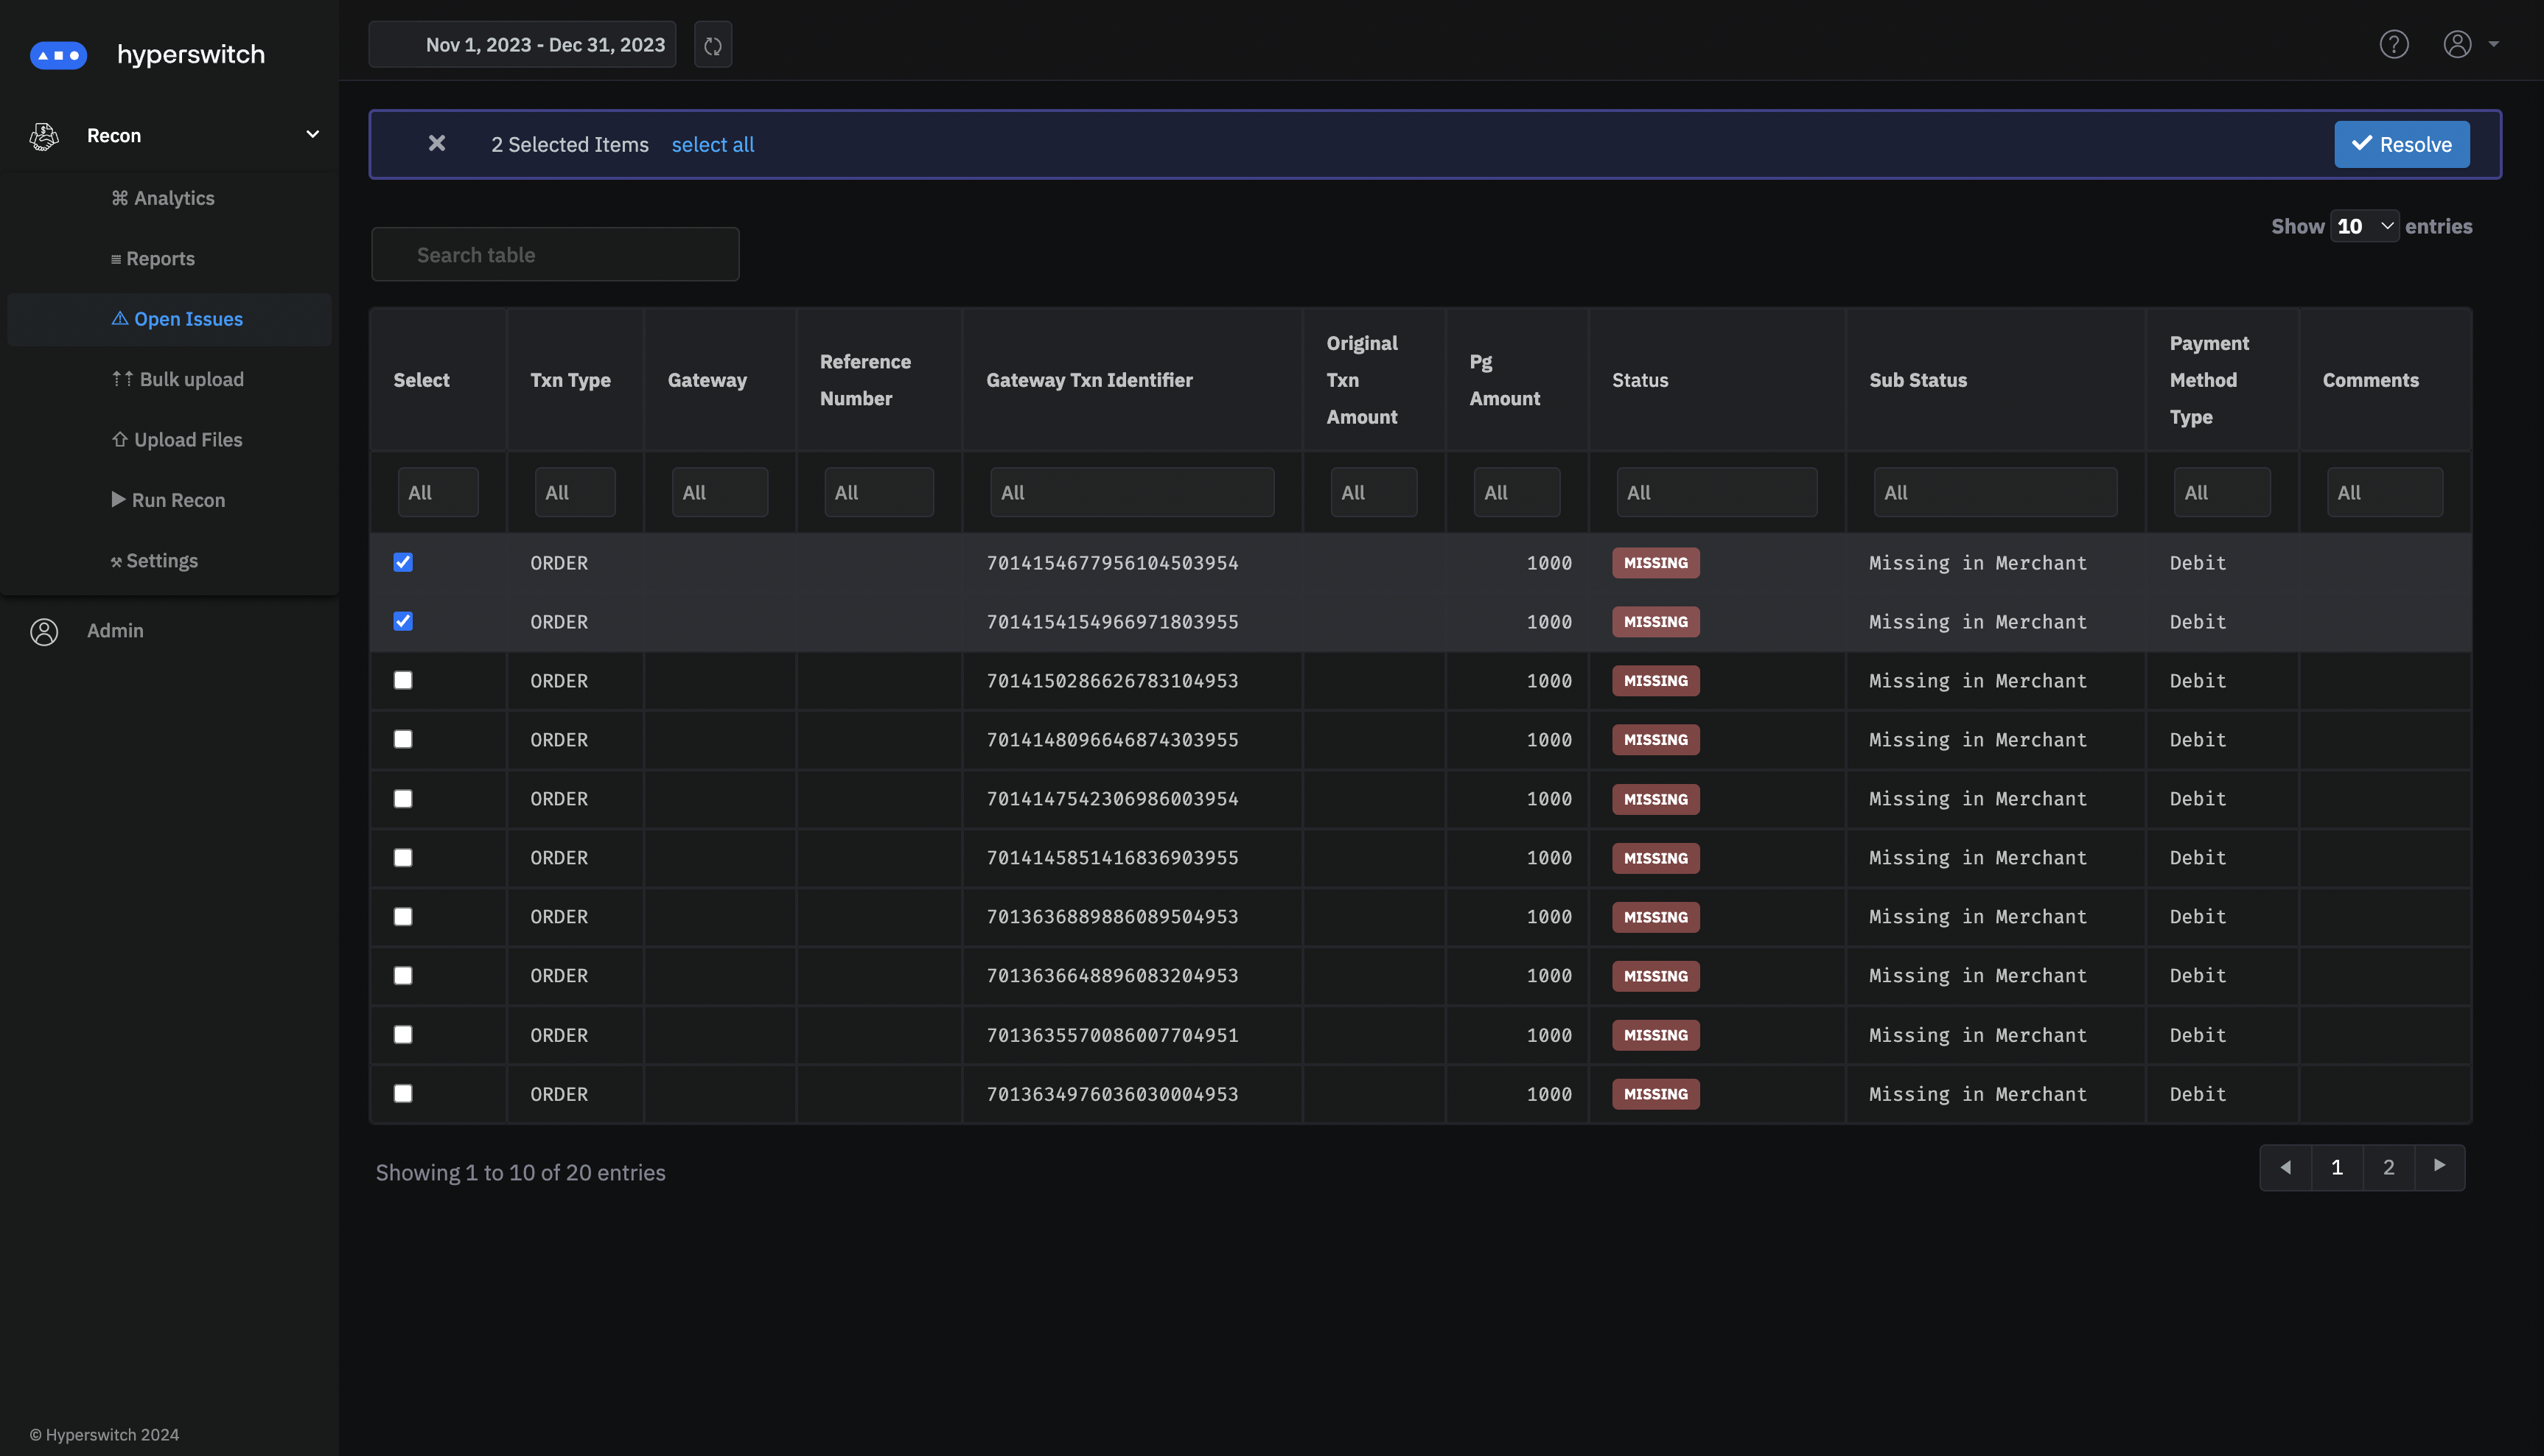 hyperswitch
Nov 1, 2023 - Dec 31, 2023
Recon
Analytics
Reports
Open Issues
Bulk upload
Upload Files
Run Recon
Settings
Admin
© Hyperswitch 2024
2 Selected Items select all
Resolve
Show 10 entries
Search table
Select Txn Type Gateway Reference Number Gateway Txn Identifier Original Txn Amount Pg Amount Status Sub Status Payment Method Type Comments
All All All All All All All All All All All
ORDER 7014154677956104503954 1000 MISSING Missing in Merchant Debit
ORDER 7014154154966971803955 1000 MISSING Missing in Merchant Debit
ORDER 7014150286626783104953 1000 MISSING Missing in Merchant Debit
ORDER 7014148096646874303955 1000 MISSING Missing in Merchant Debit
ORDER 7014147542306986003954 1000 MISSING Missing in Merchant Debit
ORDER 7014145851416836903955 1000 MISSING Missing in Merchant Debit
ORDER 7013636889886089504953 1000 MISSING Missing in Merchant Debit
ORDER 7013636648896083204953 1000 MISSING Missing in Merchant Debit
ORDER 7013635570086007704951 1000 MISSING Missing in Merchant Debit
ORDER 7013634976036030004953 1000 MISSING Missing in Merchant Debit
Showing 1 to 10 of 20 entries
1 2